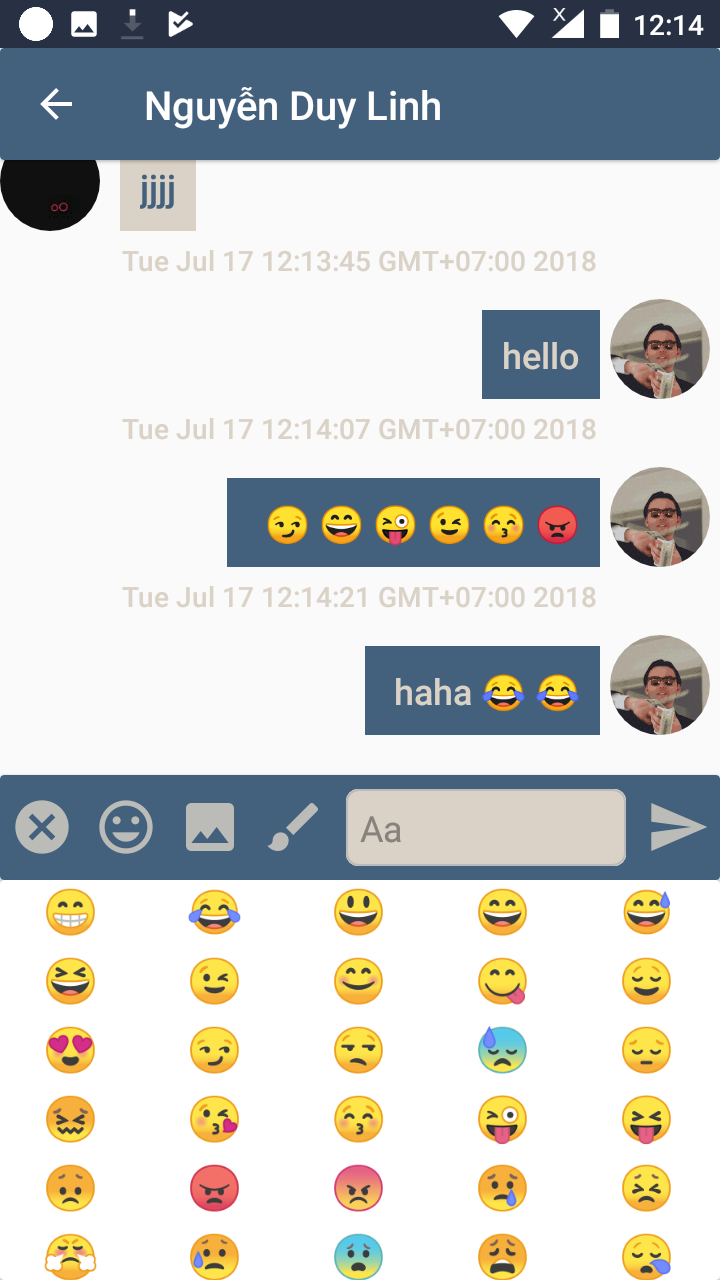 12:14
Nguyễn Duy Linh
jjjj
Tue Jul 17 12:13:45 GMT+07:00 2018
hello
Tue Jul 17 12:14:07 GMT+07:00 2018
😏 😄 😜 😉 😚 😡
Tue Jul 17 12:14:21 GMT+07:00 2018
haha 😂 😂
Aa